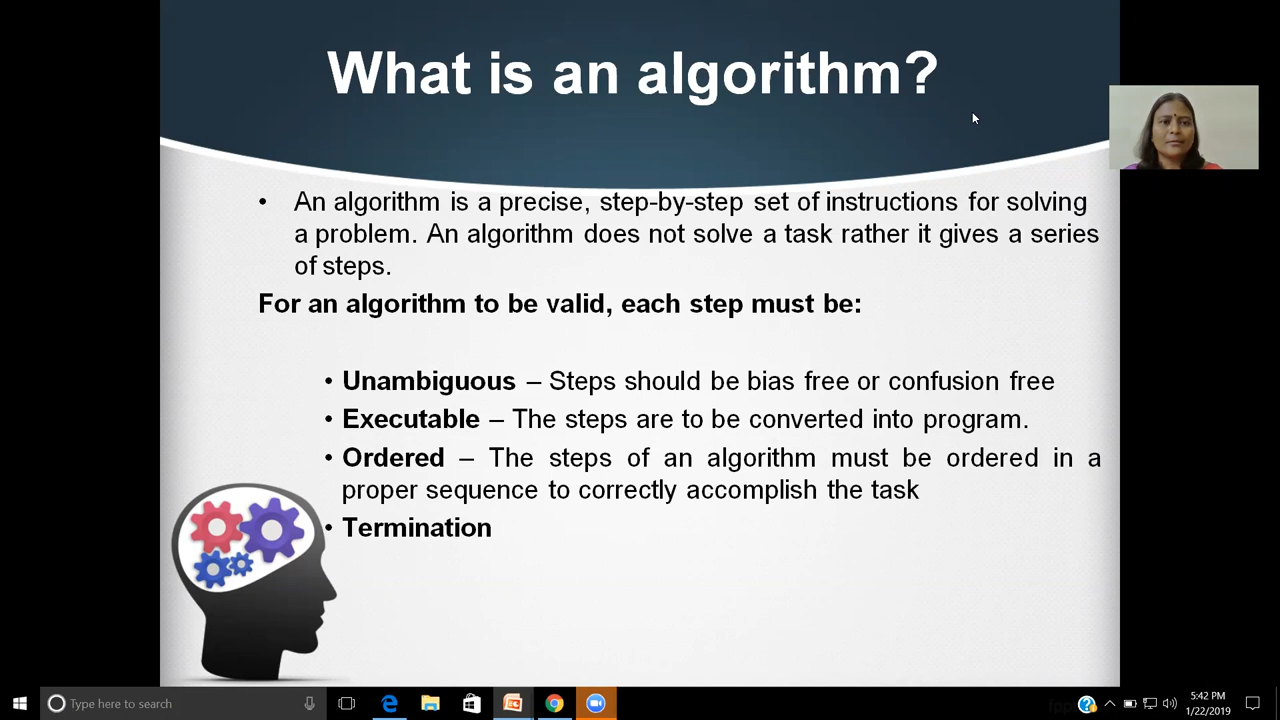 What is an algorithm?
• An algorithm is a precise, step-by-step set of instructions for solving
a problem. An algorithm does not solve a task rather it gives a series
of steps.
For an algorithm to be valid, each step must be:
• Unambiguous – Steps should be bias free or confusion free
• Executable – The steps are to be converted into program.
• Ordered – The steps of an algorithm must be ordered in a
proper sequence to correctly accomplish the task
• Termination
Type here to search
5:42 PM
1/22/2019